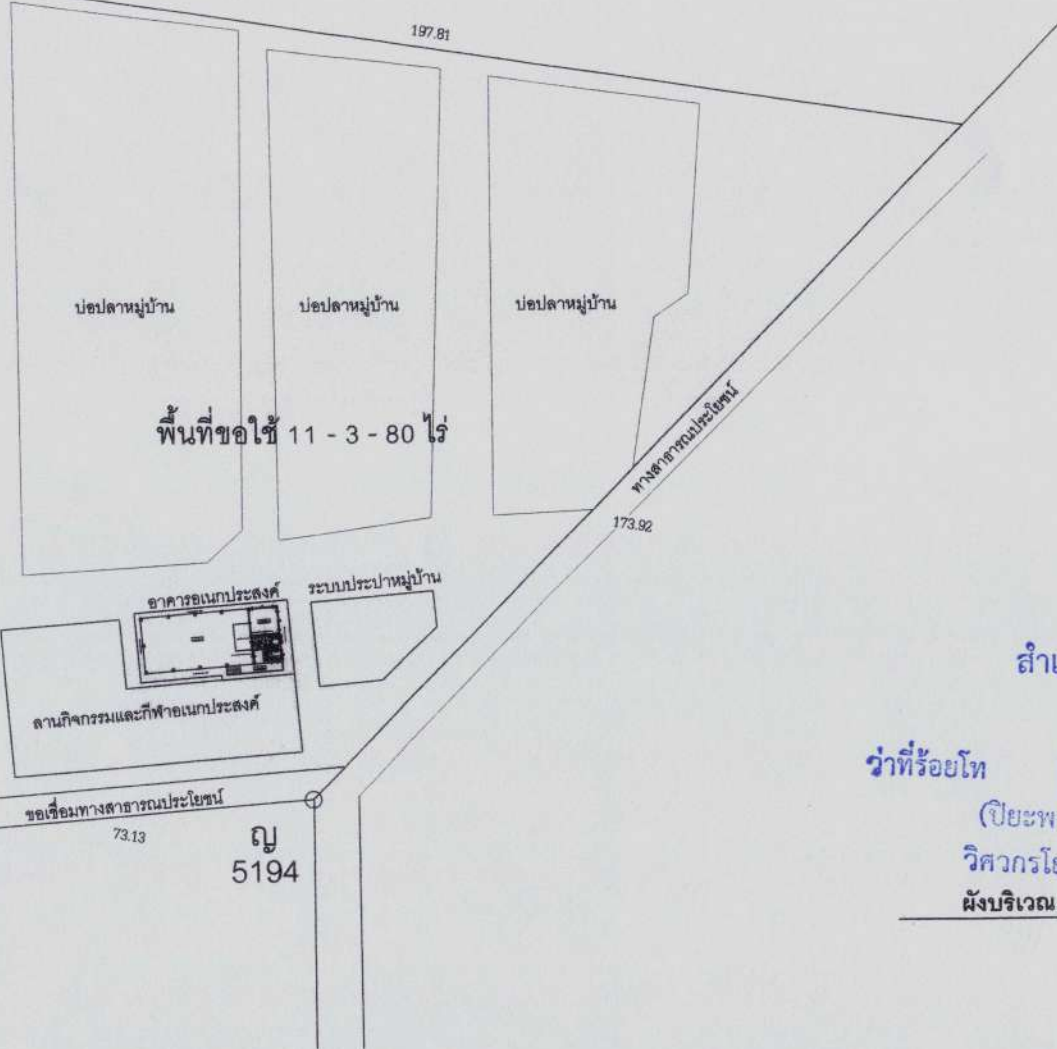 197.81
บ่อปลาหมู่บ้าน
บ่อปลาหมู่บ้าน
บ่อปลาหมู่บ้าน
พื้นที่ขอใช้ 11 - 3 - 80 ไร่
ทางสาธารณประโยชน์
173.92
อาคารอเนกประสงค์
ระบบประปาหมู่บ้าน
ลานกิจกรรมและกีฬาอเนกประสงค์
ขอเชื่อมทางสาธารณประโยชน์
73.13
ญ
5194
สำเ
ว่าที่ร้อยโท
(ปิยะพ
วิศวกรโย
ผังบริเวณ